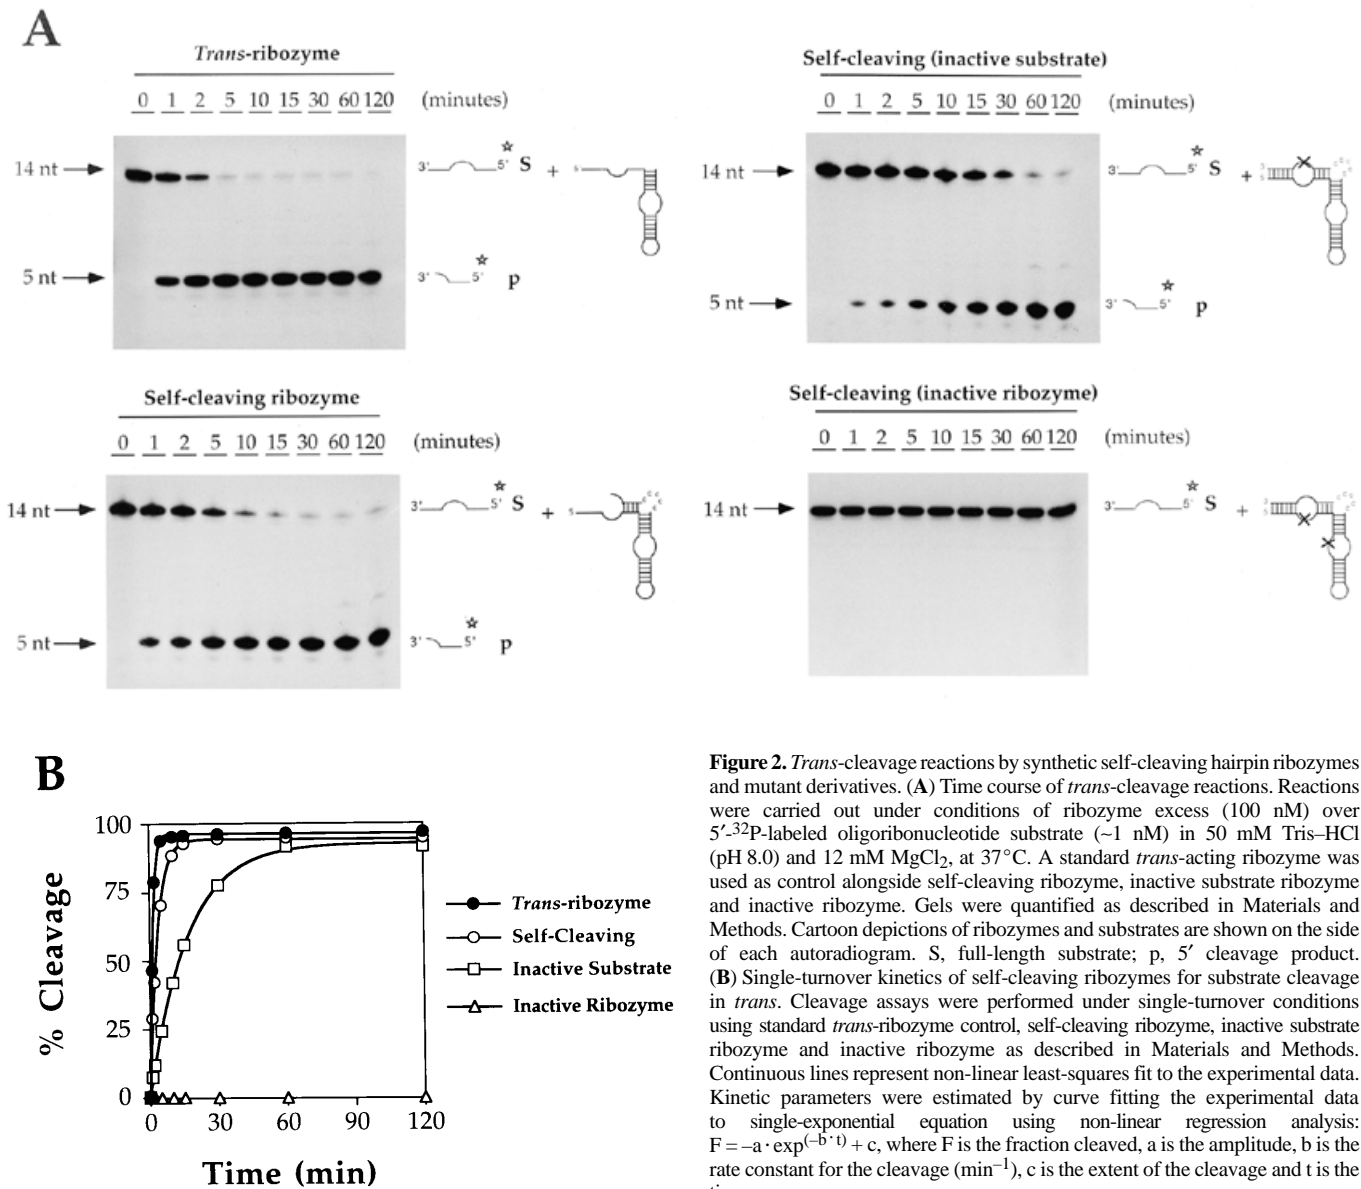 A
Trans-ribozyme
0 1 2 5 10 15 30 60 120 (minutes)
14 nt
3' 5' S +
5 nt
3' 5' p
Self-cleaving (inactive substrate)
0 1 2 5 10 15 30 60 120 (minutes)
14 nt
3' 5' S +
5 nt
3' 5' p
Self-cleaving ribozyme
0 1 2 5 10 15 30 60 120 (minutes)
14 nt
3' 5' S +
5 nt
3' 5' p
Self-cleaving (inactive ribozyme)
0 1 2 5 10 15 30 60 120 (minutes)
14 nt
3' 5' S +
B
% Cleavage
100
75
50
25
0
0 30 60 90 120
Time (min)
Trans-ribozyme
Self-Cleaving
Inactive Substrate
Inactive Ribozyme
Figure 2. Trans-cleavage reactions by synthetic self-cleaving hairpin ribozymes
and mutant derivatives. (A) Time course of trans-cleavage reactions. Reactions
were carried out under conditions of ribozyme excess (100 nM) over
5′-³²P-labeled oligoribonucleotide substrate (~1 nM) in 50 mM Tris–HCl
(pH 8.0) and 12 mM MgCl₂, at 37°C. A standard trans-acting ribozyme was
used as control alongside self-cleaving ribozyme, inactive substrate ribozyme
and inactive ribozyme. Gels were quantified as described in Materials and
Methods. Cartoon depictions of ribozymes and substrates are shown on the side
of each autoradiogram. S, full-length substrate; p, 5′ cleavage product.
(B) Single-turnover kinetics of self-cleaving ribozymes for substrate cleavage
in trans. Cleavage assays were performed under single-turnover conditions
using standard trans-ribozyme control, self-cleaving ribozyme, inactive substrate
ribozyme and inactive ribozyme as described in Materials and Methods.
Continuous lines represent non-linear least-squares fit to the experimental data.
Kinetic parameters were estimated by curve fitting the experimental data
to single-exponential equation using non-linear regression analysis:
F = –a · exp(–b · t) + c, where F is the fraction cleaved, a is the amplitude, b is the
rate constant for the cleavage (min⁻¹), c is the extent of the cleavage and t is the